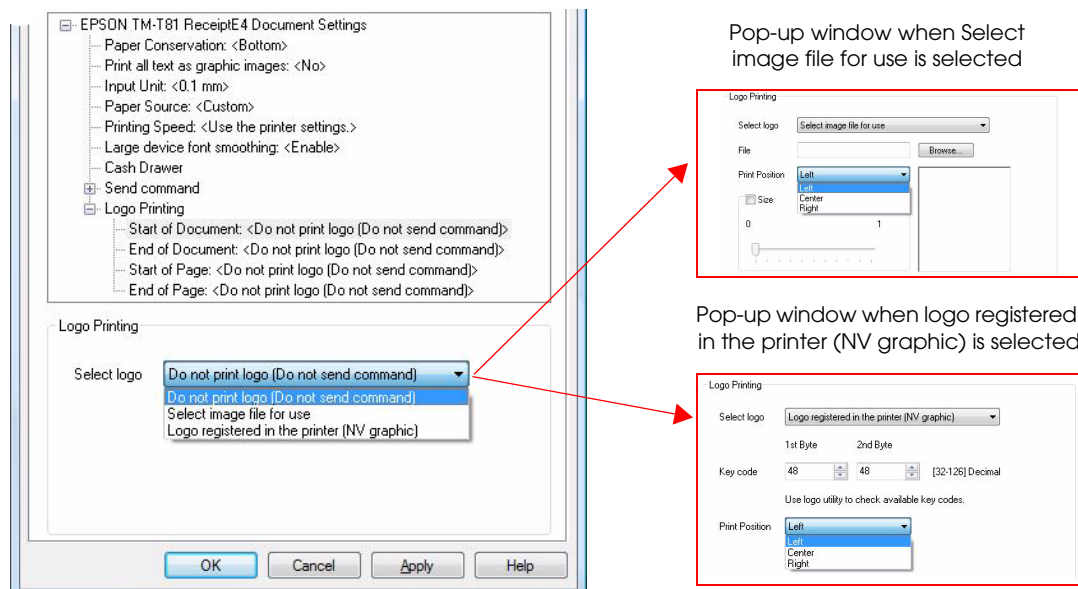 EPSON TM-T81 ReceiptE4 Document Settings
Paper Conservation: <Bottom>
Print all text as graphic images: <No>
Input Unit: <0.1 mm>
Paper Source: <Custom>
Printing Speed: <Use the printer settings.>
Large device font smoothing: <Enable>
Cash Drawer
Send command
Logo Printing
Start of Document: <Do not print logo (Do not send command)>
End of Document: <Do not print logo (Do not send command)>
Start of Page: <Do not print logo (Do not send command)>
End of Page: <Do not print logo (Do not send command)>
Logo Printing
Select logo Do not print logo (Do not send command)
Do not print logo (Do not send command)
Select image file for use
Logo registered in the printer (NV graphic)
OK Cancel Apply Help
Pop-up window when Select
image file for use is selected
Logo Printing
Select logo Select image file for use
File Browse...
Print Position Left
Left
Center
Right
Size
0 1
Pop-up window when logo registered
in the printer (NV graphic) is selected
Logo Printing
Select logo Logo registered in the printer (NV graphic)
1st Byte 2nd Byte
Key code 48 48 [32-126] Decimal
Use logo utility to check available key codes.
Print Position Left
Left
Center
Right